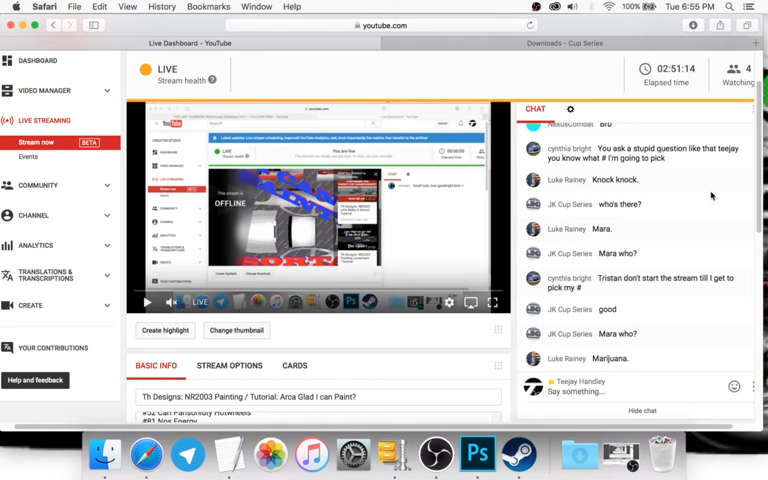 Safari File Edit View History Bookmarks Window Help 100% Tue 6:55 PM
youtube.com
Live Dashboard - YouTube Downloads - Cup Series
DASHBOARD
VIDEO MANAGER
LIVE STREAMING
Stream now BETA
Events
COMMUNITY
CHANNEL
ANALYTICS
TRANSLATIONS & TRANSCRIPTIONS
CREATE
YOUR CONTRIBUTIONS
Help and feedback
LIVE
Stream health ?
02:51:14
Elapsed time
4
Watching
This stream is
OFFLINE
LIVE
Create highlight Change thumbnail
BASIC INFO STREAM OPTIONS CARDS
Th Designs: NR2003 Painting / Tutorial: Arca Glad I can Paint?
#81 Nos Energy
CHAT
NexusCombat Brb
cynthia bright You ask a stupid question like that teejay
you know what # I'm going to pick
Luke Rainey Knock knock.
JK Cup Series who's there?
Luke Rainey Mara.
JK Cup Series Mara who?
cynthia bright Tristan don't start the stream till I get to
pick my #
JK Cup Series good
JK Cup Series Mara who?
Luke Rainey Marijuana.
Teejay Handley
Say something...
Hide chat
Ps